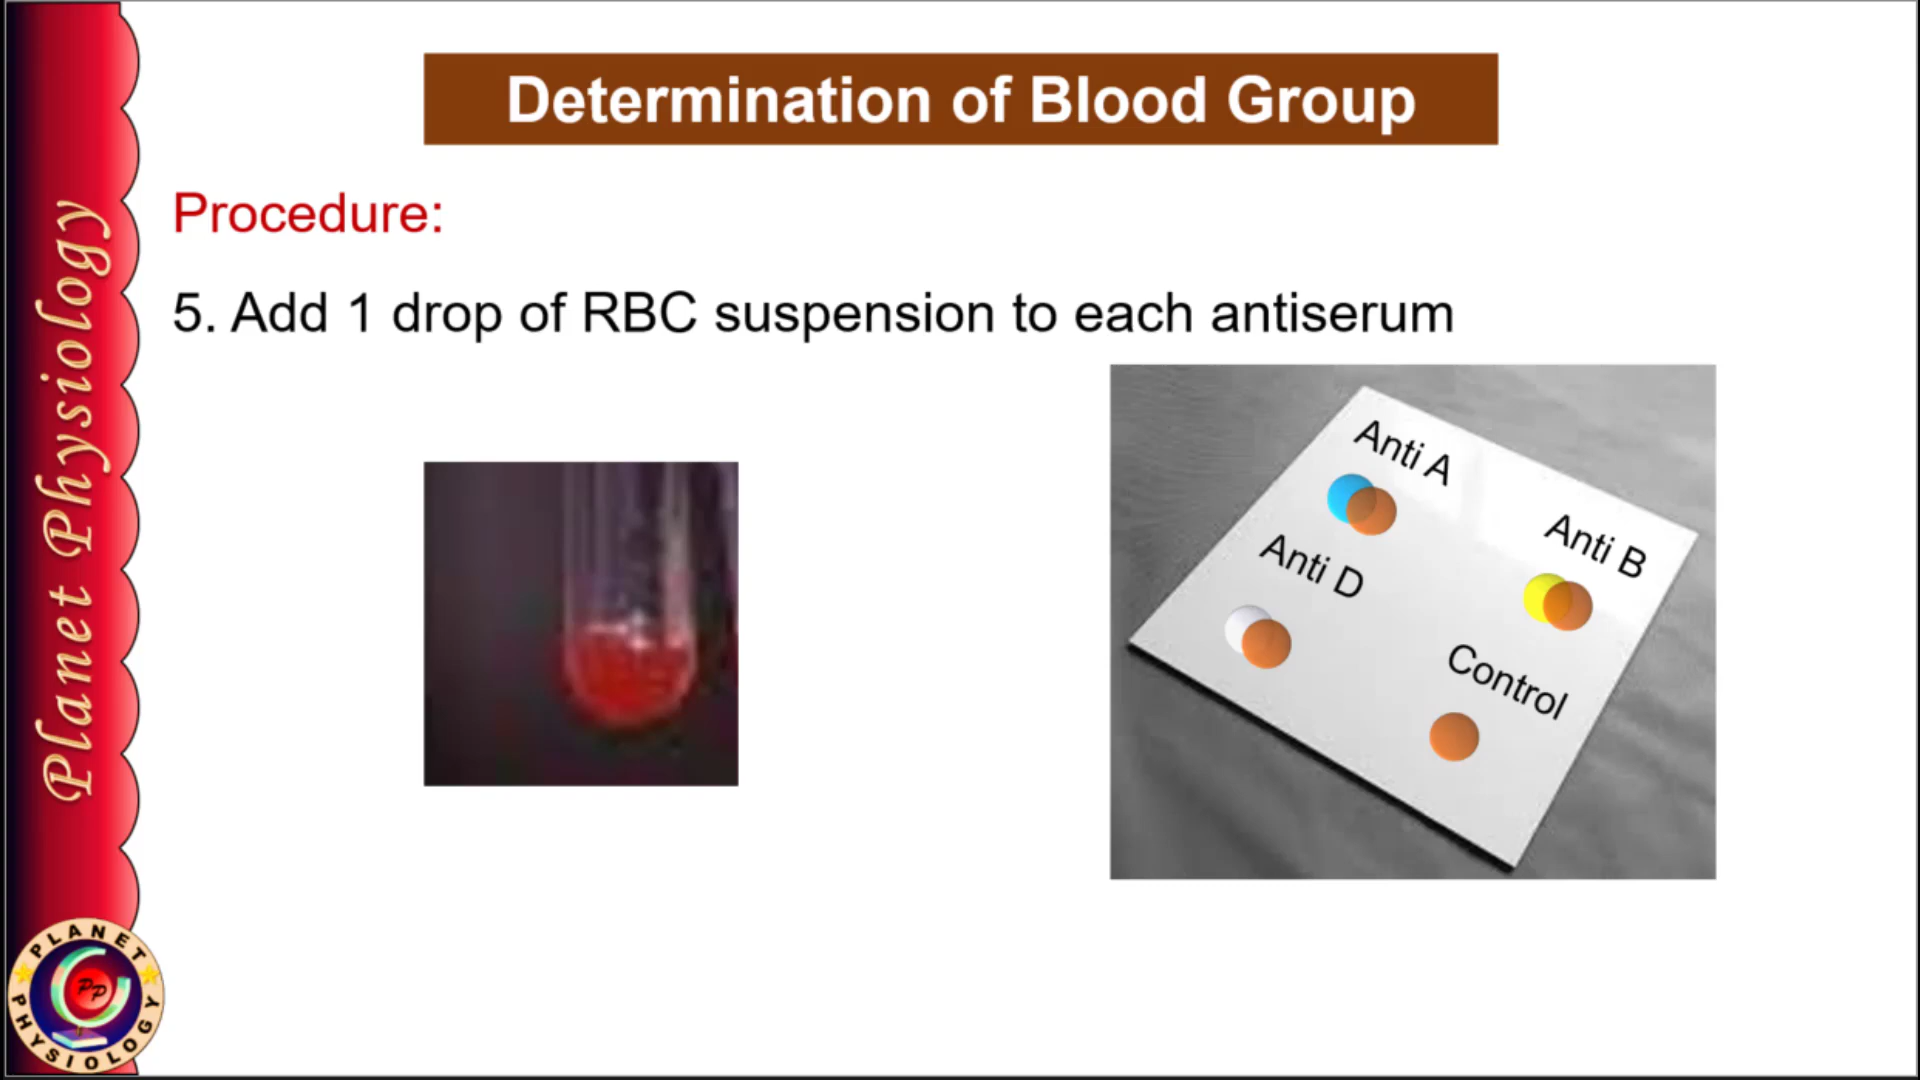 Determination of Blood Group
Planet Physiology
Procedure:
5. Add 1 drop of RBC suspension to each antiserum
Anti A
Anti B
Anti D
Control
PLANET
PP
PHYSIOLOGY